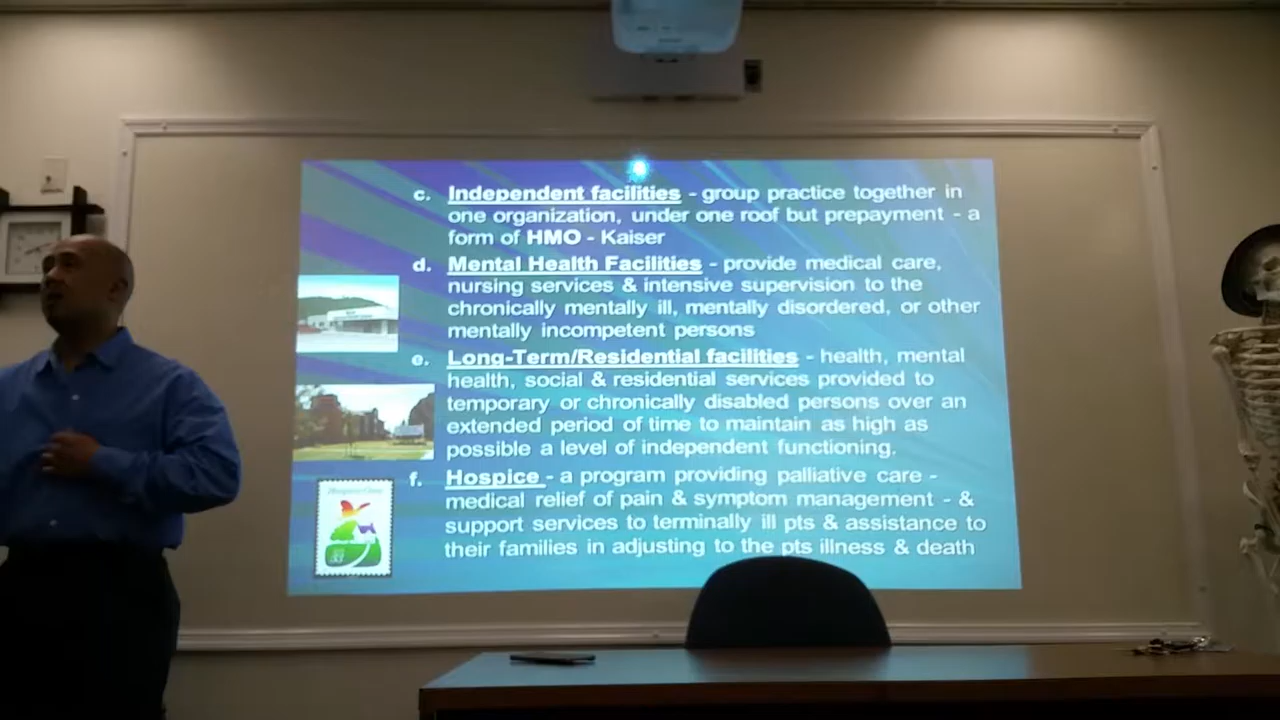 c. Independent facilities - group practice together in
one organization, under one roof but prepayment - a
form of HMO - Kaiser
d. Mental Health Facilities - provide medical care,
nursing services & intensive supervision to the
chronically mentally ill, mentally disordered, or other
mentally incompetent persons
e. Long-Term/Residential facilities - health, mental
health, social & residential services provided to
temporary or chronically disabled persons over an
extended period of time to maintain as high as
possible a level of independent functioning.
f. Hospice - a program providing palliative care -
medical relief of pain & symptom management - &
support services to terminally ill pts & assistance to
their families in adjusting to the pts illness & death